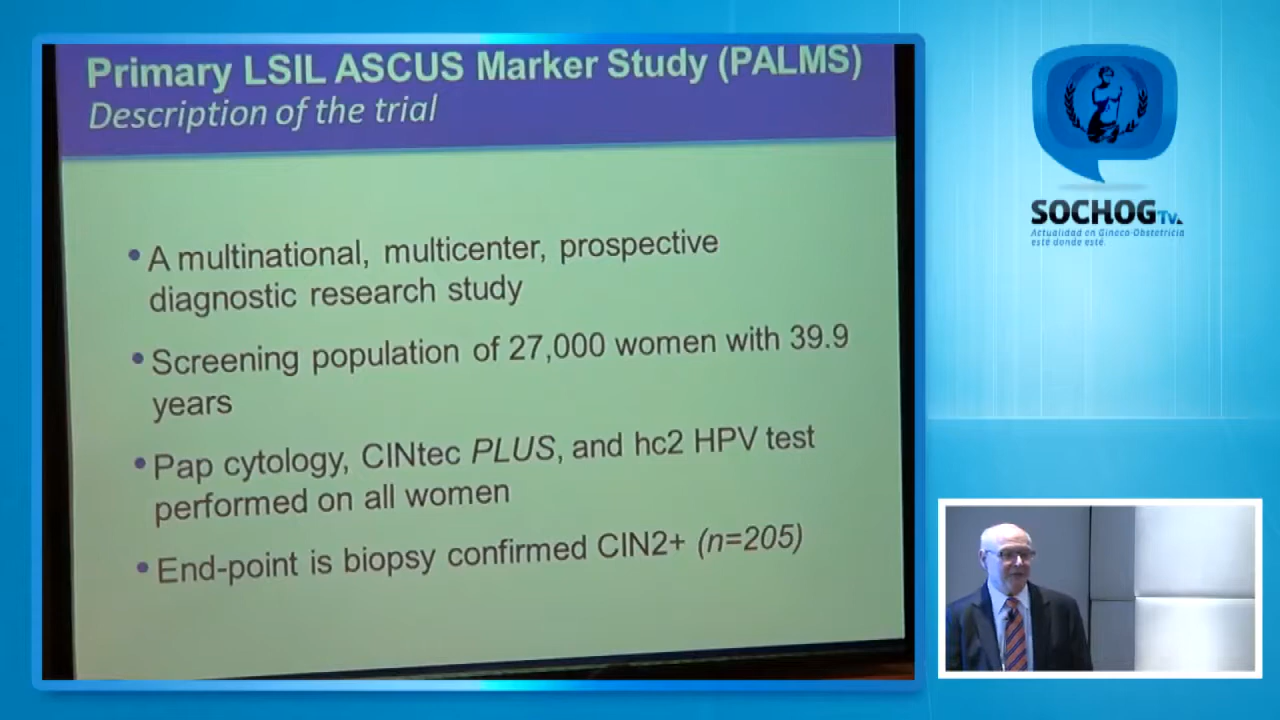 Primary LSIL ASCUS Marker Study (PALMS)
Description of the trial
• A multinational, multicenter, prospective
diagnostic research study
• Screening population of 27,000 women with 39.9
years
• Pap cytology, CINtec PLUS, and hc2 HPV test
performed on all women
• End-point is biopsy confirmed CIN2+ (n=205)
SOCHOG Tv.
Actualidad en Gineco-Obstetricia
esté donde esté.